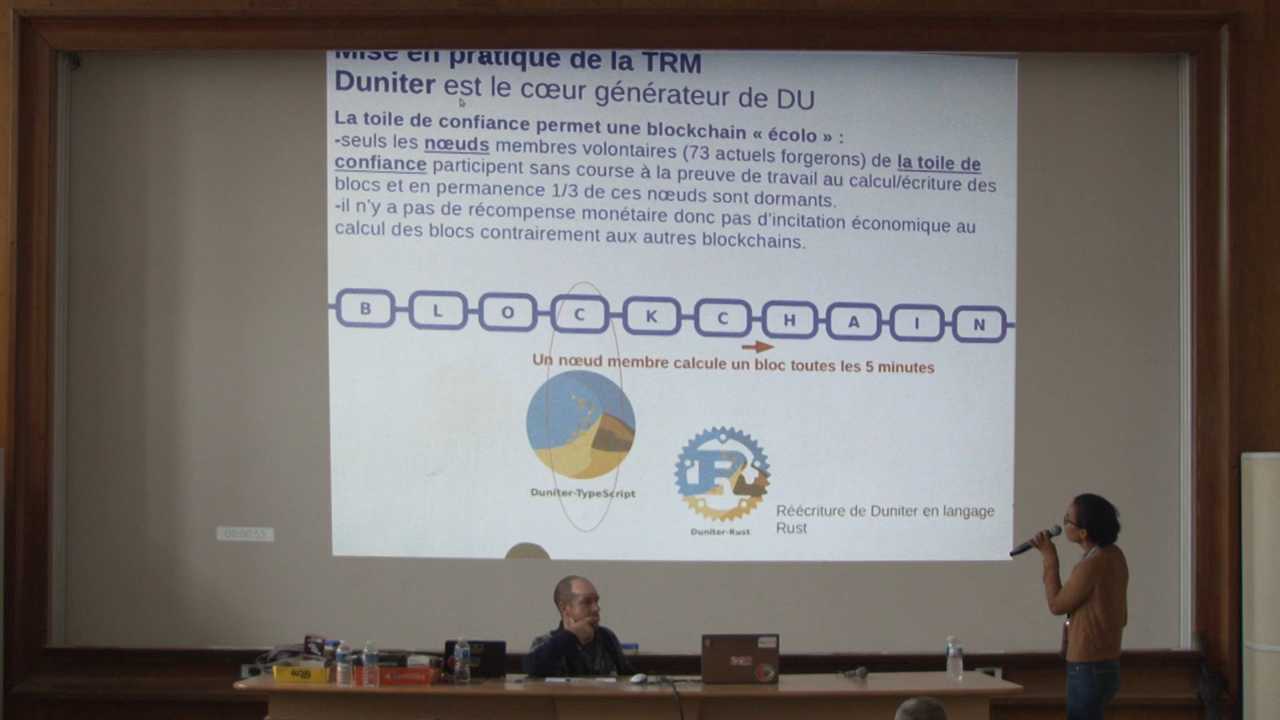 Mise en pratique de la TRM
Duniter est le cœur générateur de DU
La toile de confiance permet une blockchain « écolo » :
-seuls les nœuds membres volontaires (73 actuels forgerons) de la toile de
confiance participent sans course à la preuve de travail au calcul/écriture des
blocs et en permanence 1/3 de ces nœuds sont dormants.
-il n'y a pas de récompense monétaire donc pas d'incitation économique au
calcul des blocs contrairement aux autres blockchains.
B L O C K C H A I N
Un nœud membre calcule un bloc toutes les 5 minutes
Duniter-TypeScript
R
Duniter-Rust
Réécriture de Duniter en langage
Rust
00:00:55